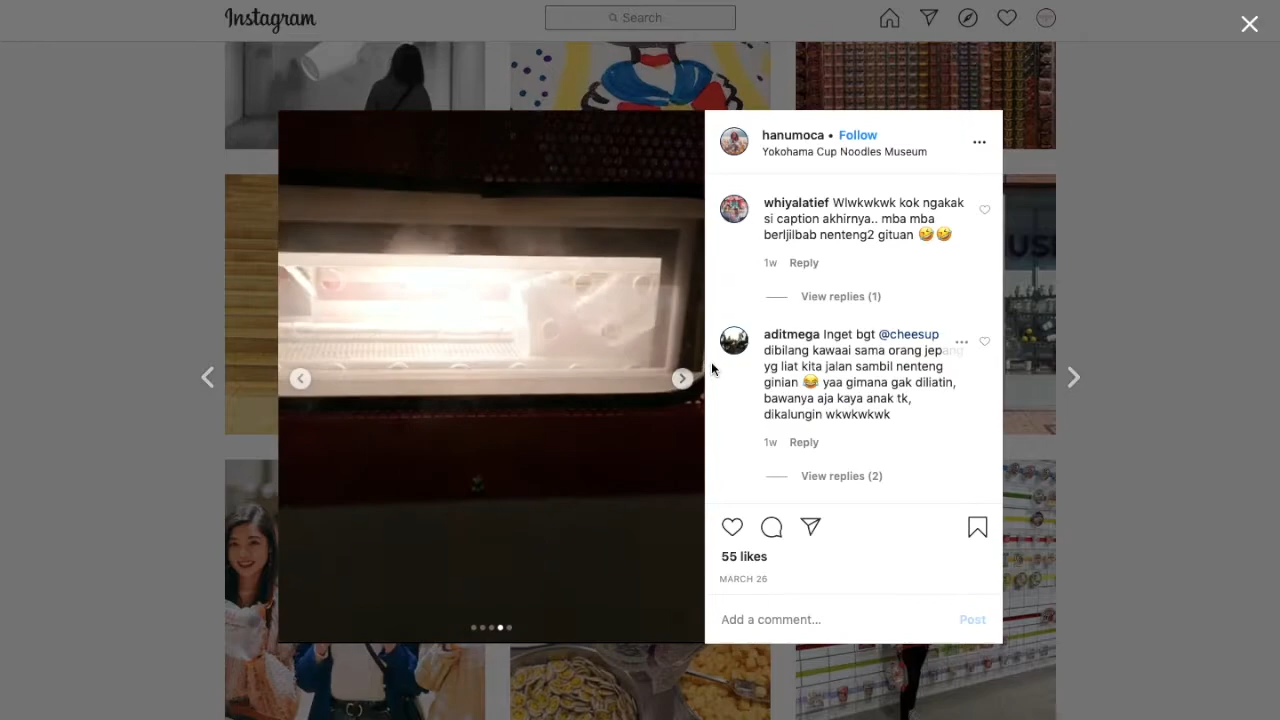 Instagram
Search
hanumoca • Follow
Yokohama Cup Noodles Museum
whiyalatief Wlwkwkwk kok ngakak
si caption akhirnya.. mba mba
berljilbab nenteng2 gituan 🤣🤣
1w Reply
View replies (1)
aditmega Inget bgt @cheesup
dibilang kawaai sama orang jepang
yg liat kita jalan sambil nenteng
ginian 😂 yaa gimana gak diliatin,
bawanya aja kaya anak tk,
dikalungin wkwkwkwk
1w Reply
View replies (2)
55 likes
MARCH 26
Add a comment...
Post